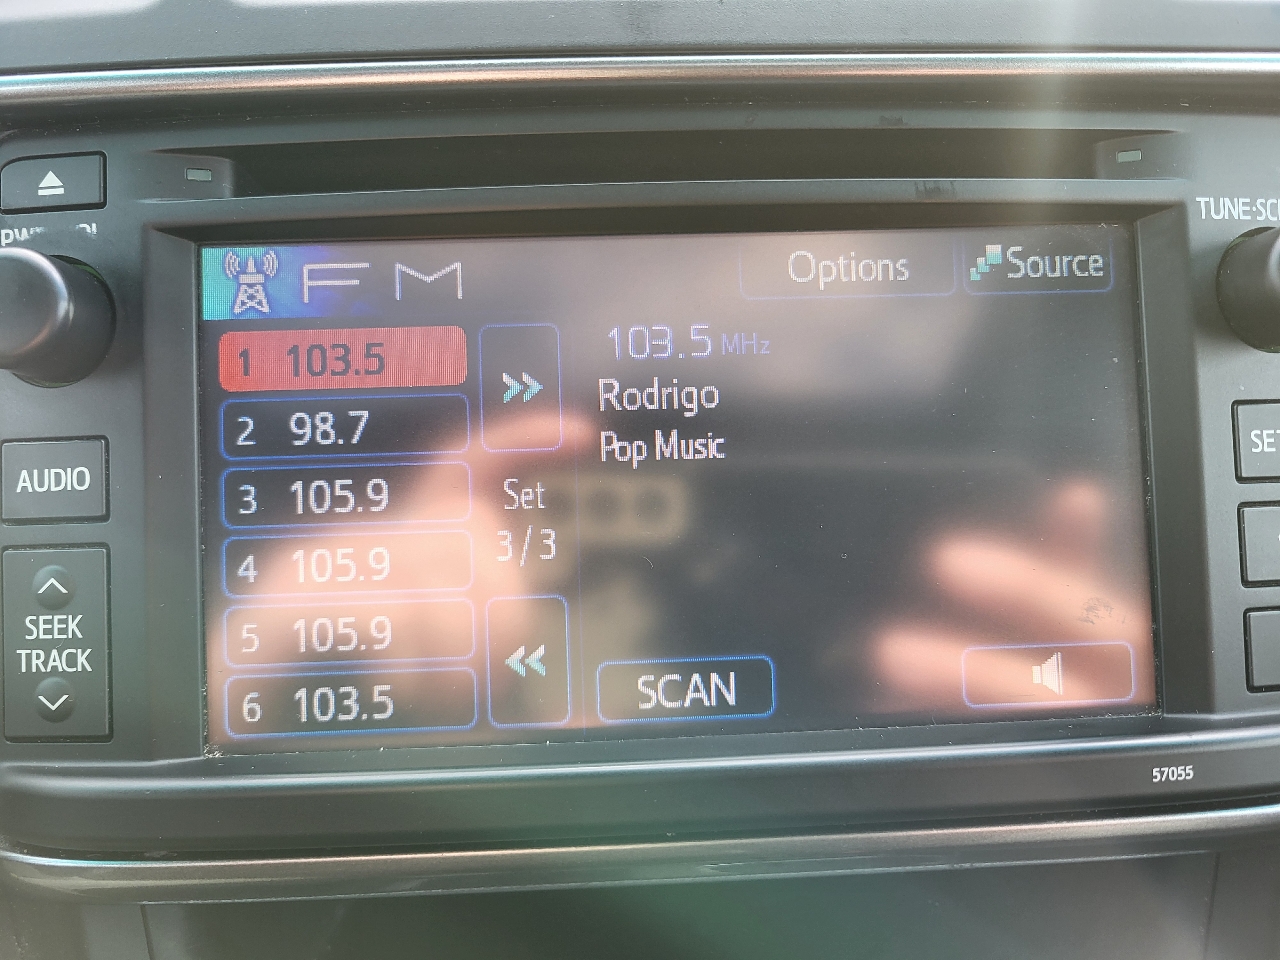 TUNE·SC
FM
Options
Source
1 103.5
2 98.7
3 105.9
4 105.9
5 105.9
6 103.5
Set
3/3
103.5 MHz
Rodrigo
Pop Music
SCAN
AUDIO
SEEK
TRACK
SE
57055